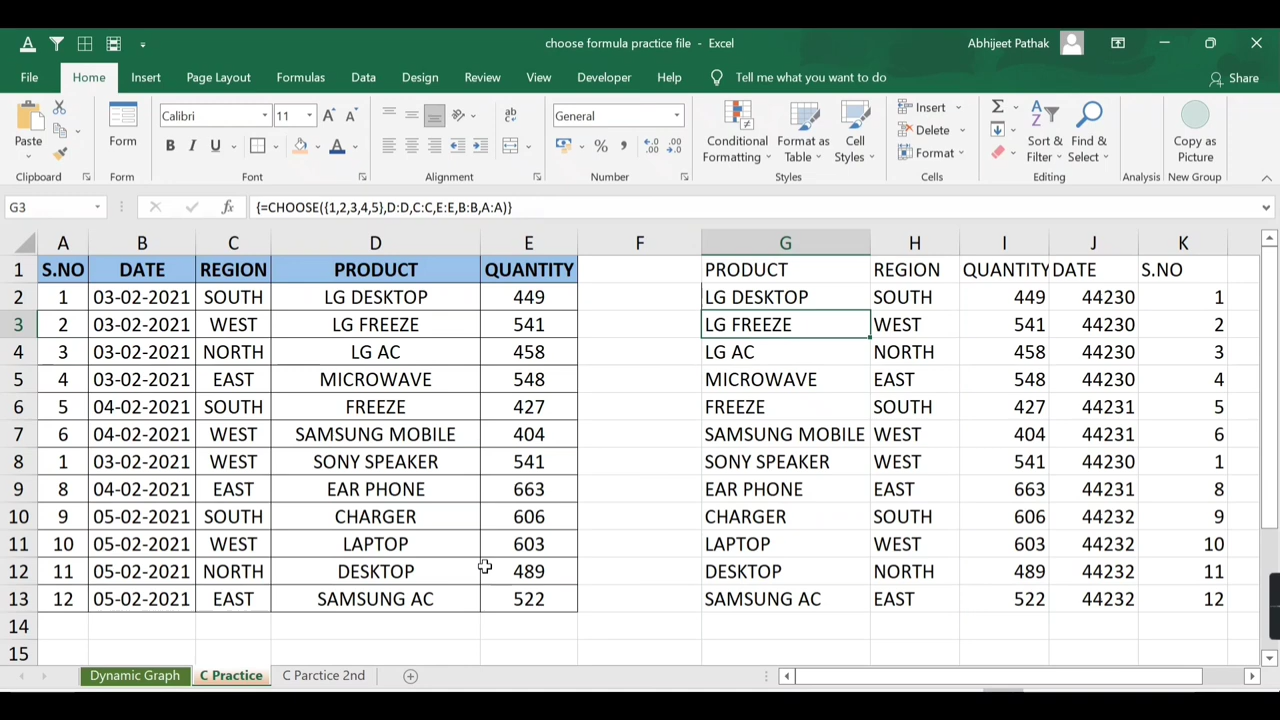 choose formula practice file - Excel
Abhijeet Pathak
File Home Insert Page Layout Formulas Data Design Review View Developer Help Tell me what you want to do Share
Paste
Clipboard
Form
Form
Calibri 11
B I U
Font
Alignment
General
Number
Conditional Formatting
Format as Table
Cell Styles
Styles
Insert
Delete
Format
Cells
Sort & Filter
Find & Select
Editing
Analysis
Copy as Picture
New Group
G3 fx {=CHOOSE({1,2,3,4,5},D:D,C:C,E:E,B:B,A:A)}
A B C D E F G H I J K
1 S.NO DATE REGION PRODUCT QUANTITY PRODUCT REGION QUANTITY DATE S.NO
2 1 03-02-2021 SOUTH LG DESKTOP 449 LG DESKTOP SOUTH 449 44230 1
3 2 03-02-2021 WEST LG FREEZE 541 LG FREEZE WEST 541 44230 2
4 3 03-02-2021 NORTH LG AC 458 LG AC NORTH 458 44230 3
5 4 03-02-2021 EAST MICROWAVE 548 MICROWAVE EAST 548 44230 4
6 5 04-02-2021 SOUTH FREEZE 427 FREEZE SOUTH 427 44231 5
7 6 04-02-2021 WEST SAMSUNG MOBILE 404 SAMSUNG MOBILE WEST 404 44231 6
8 1 03-02-2021 WEST SONY SPEAKER 541 SONY SPEAKER WEST 541 44230 1
9 8 04-02-2021 EAST EAR PHONE 663 EAR PHONE EAST 663 44231 8
10 9 05-02-2021 SOUTH CHARGER 606 CHARGER SOUTH 606 44232 9
11 10 05-02-2021 WEST LAPTOP 603 LAPTOP WEST 603 44232 10
12 11 05-02-2021 NORTH DESKTOP 489 DESKTOP NORTH 489 44232 11
13 12 05-02-2021 EAST SAMSUNG AC 522 SAMSUNG AC EAST 522 44232 12
14
15
Dynamic Graph C Practice C Parctice 2nd